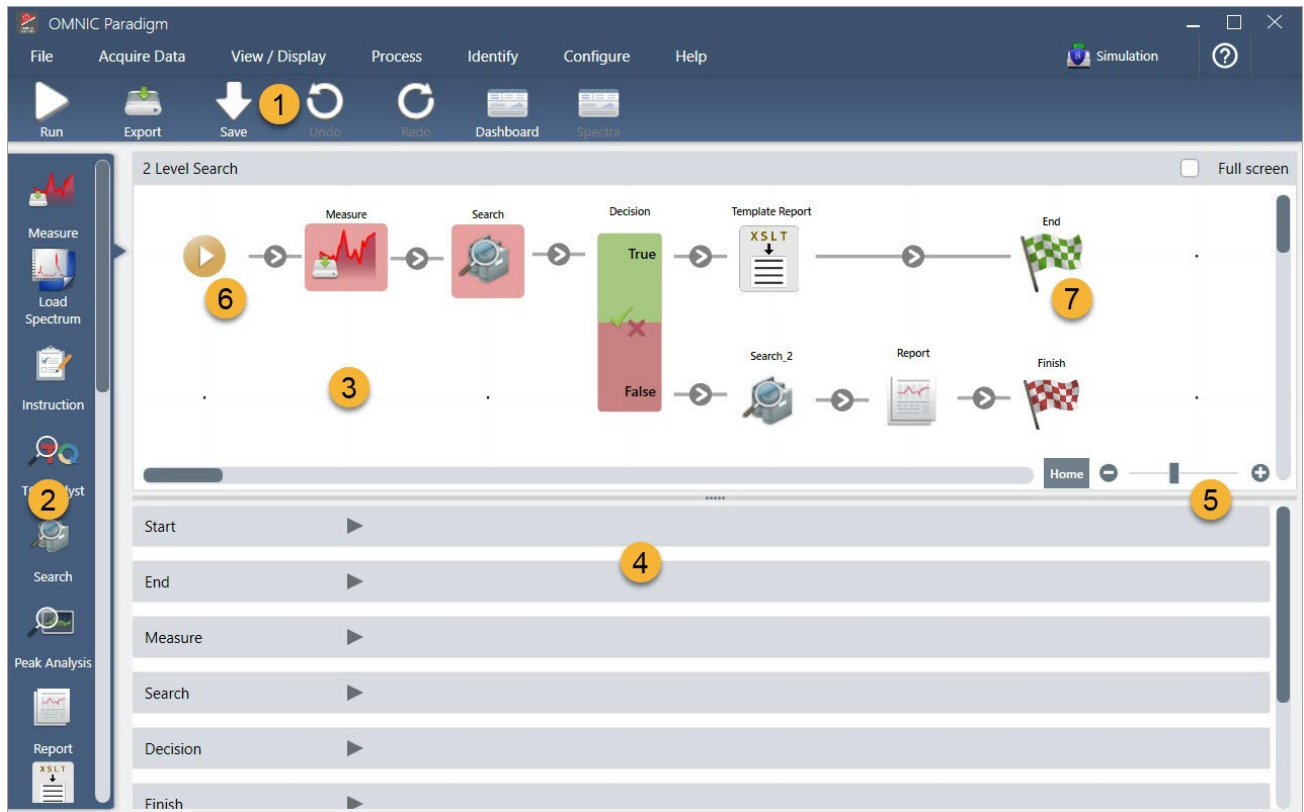 OMNIC Paradigm
File Acquire Data View / Display Process Identify Configure Help Simulation
Run Export Save 1 Undo Redo Dashboard Spectra
2 Level Search Full screen
Measure
Load
Spectrum
Instruction
2
Search
Peak Analysis
Report
XSLT
Measure Search Decision Template Report End
XSLT
True
6 7
3
Search_2 Report Finish
False
Home
5
Start
4
End
Measure
Search
Decision
Finish